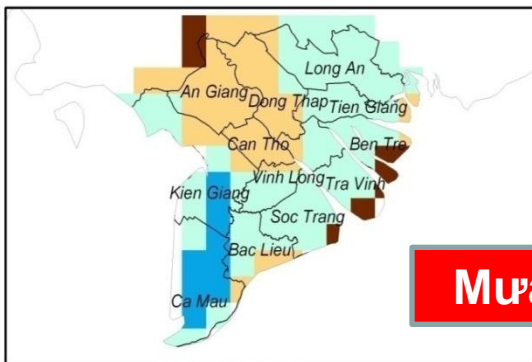 Long An
An Giang
Dong Thap
Tien Giang
Can Tho
Ben Tre
Vinh Long
Kien Giang
Tra Vinh
Soc Trang
Bac Lieu
Ca Mau
Mưa